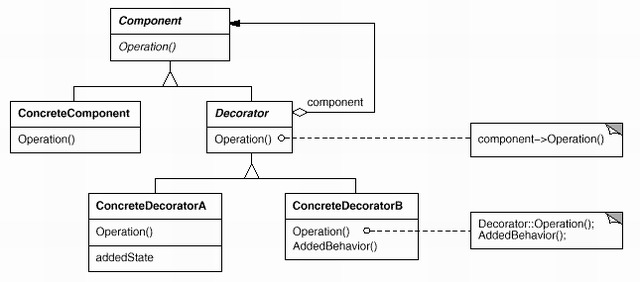 Component
Operation()
component
ConcreteComponent
Operation()
Decorator
Operation()
component->Operation()
ConcreteDecoratorA
Operation()
addedState
ConcreteDecoratorB
Operation()
AddedBehavior()
Decorator::Operation();
AddedBehavior();